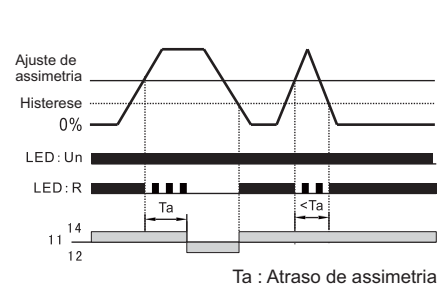 Ajuste de
assimetria
Histerese
0%
LED: Un
LED: R
Ta
<Ta
14
11
12
Ta : Atraso de assimetria